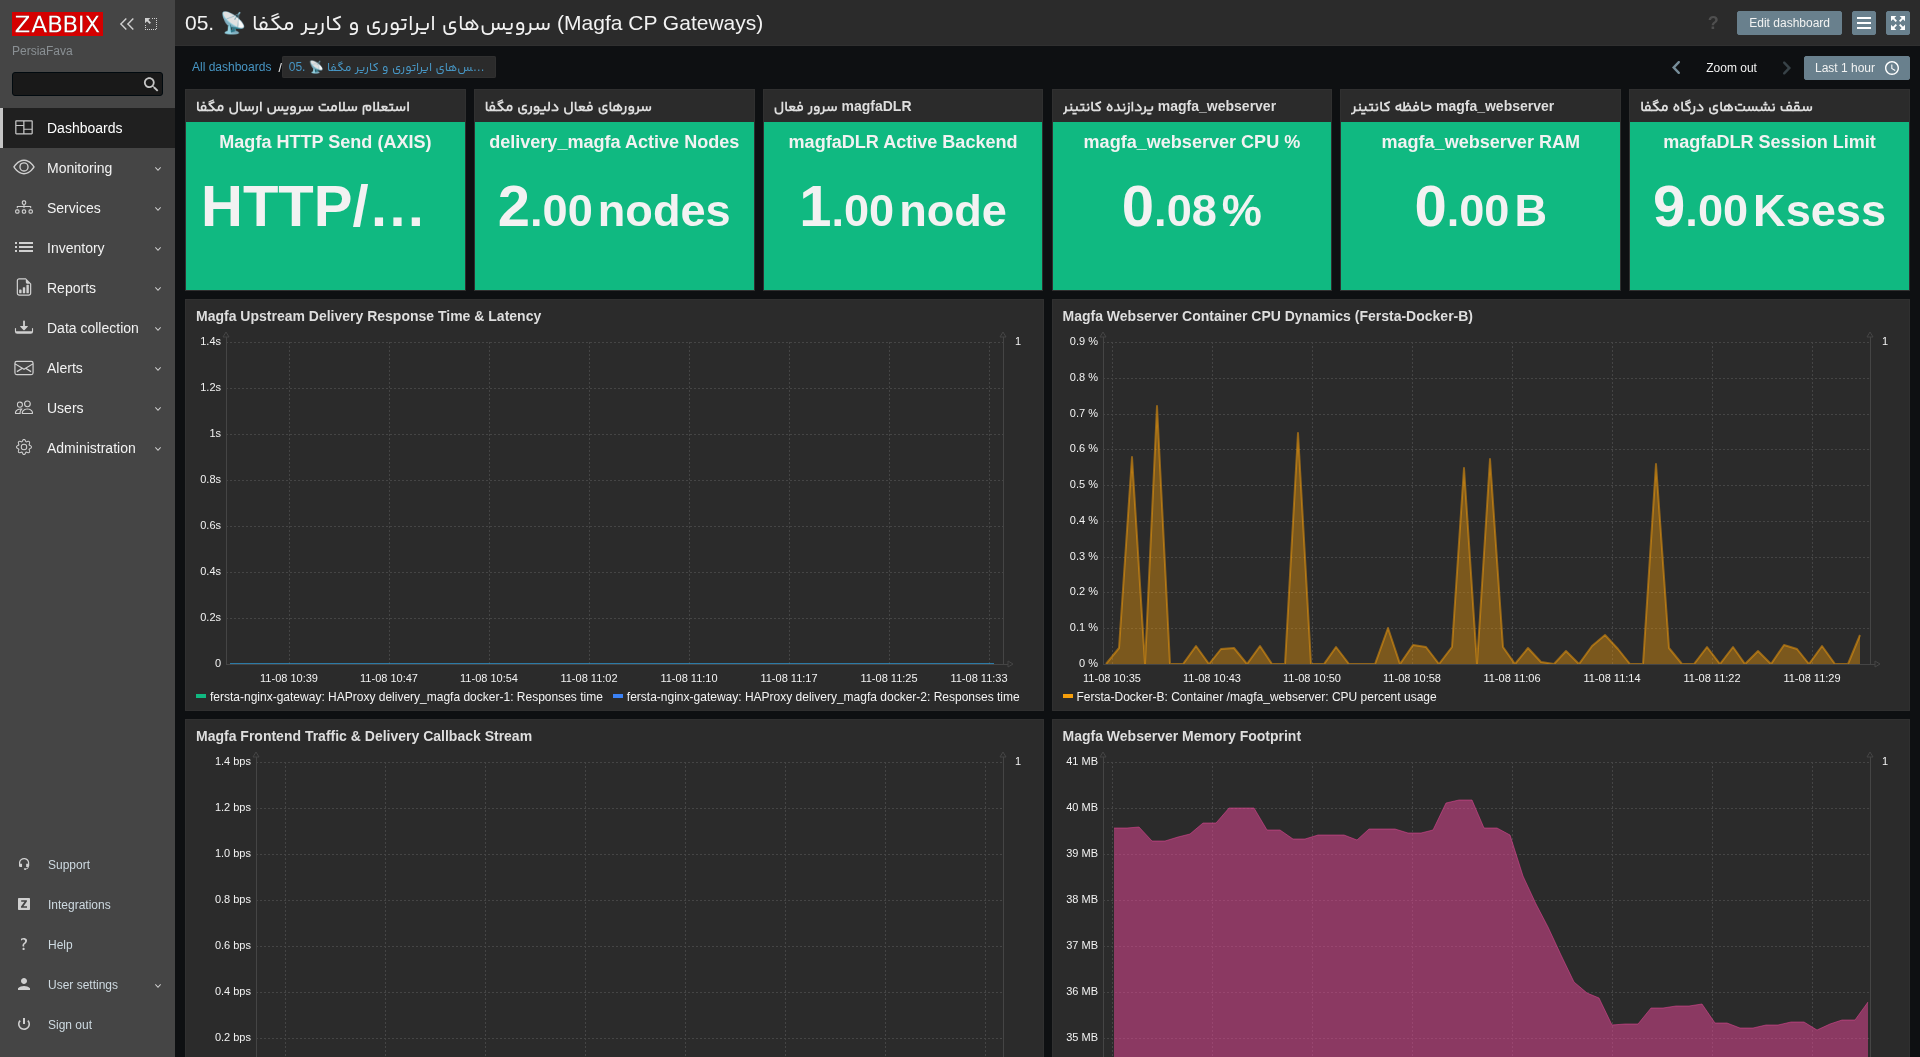 ZABBIX
PersiaFava
Dashboards
Monitoring
Services
Inventory
Reports
Data collection
Alerts
Users
Administration
Support
Integrations
Help
User settings
Sign out
05. 📡 سرویس‌های اپراتوری و کاریر مگفا (Magfa CP Gateways)
? Edit dashboard
All dashboards / 05. 📡 سرویس‌های اپراتوری و کاریر مگفا…
Zoom out Last 1 hour
استعلام سلامت سرویس ارسال مگفا
Magfa HTTP Send (AXIS)
HTTP/…
سرورهای فعال دلیوری مگفا
delivery_magfa Active Nodes
2.00 nodes
سرور فعال magfaDLR
magfaDLR Active Backend
1.00 node
پردازنده کانتینر magfa_webserver
magfa_webserver CPU %
0.08 %
حافظه کانتینر magfa_webserver
magfa_webserver RAM
0.00 B
سقف نشست‌های درگاه مگفا
magfaDLR Session Limit
9.00 Ksess
Magfa Upstream Delivery Response Time & Latency
1.4s
1.2s
1s
0.8s
0.6s
0.4s
0.2s
0
1
11-08 10:39 11-08 10:47 11-08 10:54 11-08 11:02 11-08 11:10 11-08 11:17 11-08 11:25 11-08 11:33
fersta-nginx-gateway: HAProxy delivery_magfa docker-1: Responses time fersta-nginx-gateway: HAProxy delivery_magfa docker-2: Responses time
Magfa Webserver Container CPU Dynamics (Fersta-Docker-B)
0.9 %
0.8 %
0.7 %
0.6 %
0.5 %
0.4 %
0.3 %
0.2 %
0.1 %
0 %
1
11-08 10:35 11-08 10:43 11-08 10:50 11-08 10:58 11-08 11:06 11-08 11:14 11-08 11:22 11-08 11:29
Fersta-Docker-B: Container /magfa_webserver: CPU percent usage
Magfa Frontend Traffic & Delivery Callback Stream
1.4 bps
1.2 bps
1.0 bps
0.8 bps
0.6 bps
0.4 bps
0.2 bps
1
Magfa Webserver Memory Footprint
41 MB
40 MB
39 MB
38 MB
37 MB
36 MB
35 MB
1